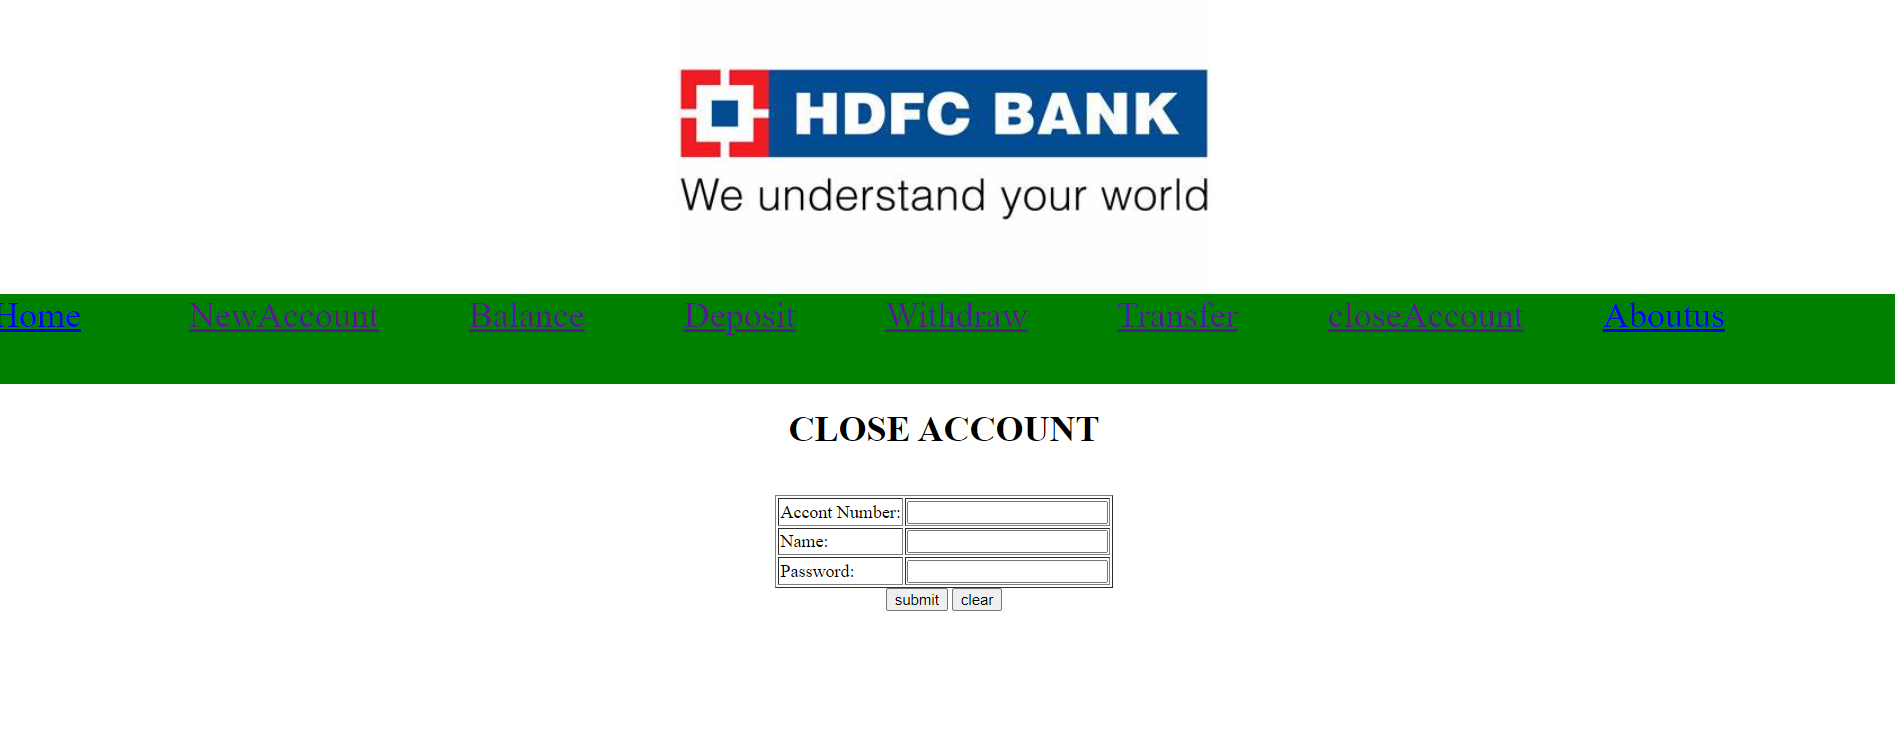 HDFC BANK
We understand your world
Home NewAccount Balance Deposit Withdraw Transfer closeAccount Aboutus
CLOSE ACCOUNT
Accont Number:
Name:
Password:
submit clear